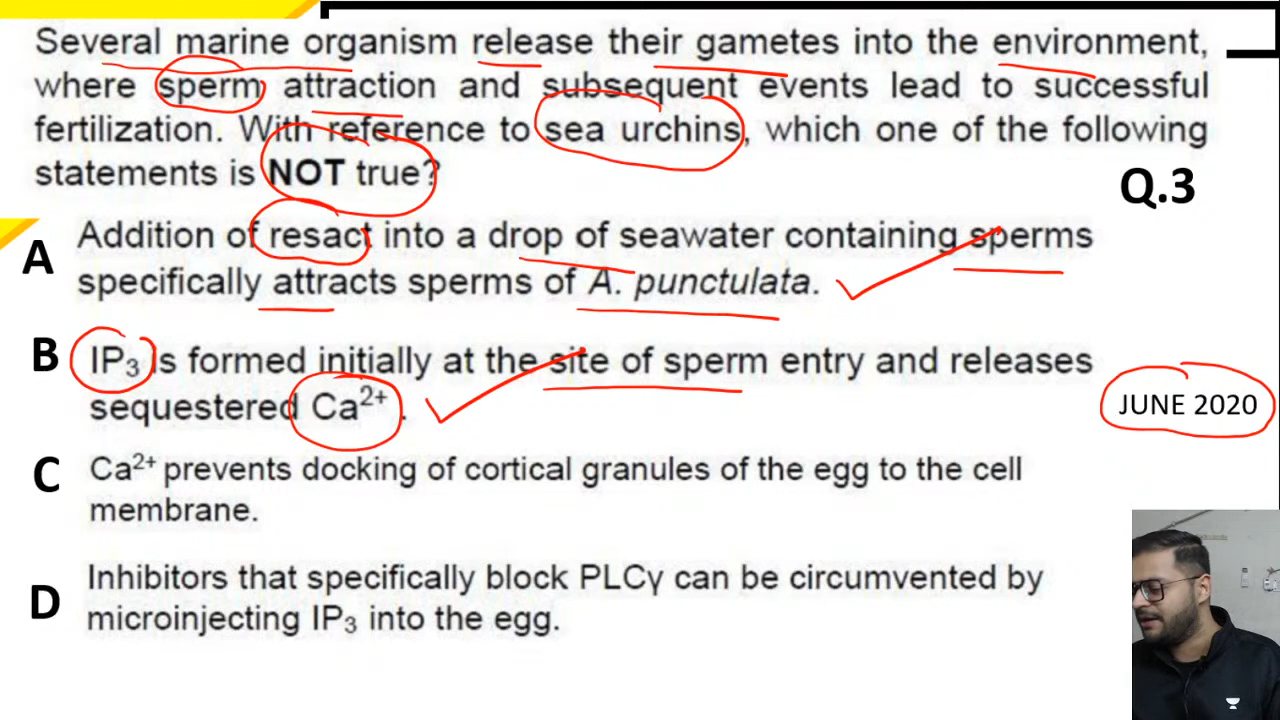 Several marine organism release their gametes into the environment,
where sperm attraction and subsequent events lead to successful
fertilization. With reference to sea urchins, which one of the following
statements is NOT true?
Q.3
A Addition of resact into a drop of seawater containing sperms
specifically attracts sperms of A. punctulata.
B IP₃ is formed initially at the site of sperm entry and releases
sequestered Ca²⁺.
JUNE 2020
C Ca²⁺ prevents docking of cortical granules of the egg to the cell
membrane.
D Inhibitors that specifically block PLCγ can be circumvented by
microinjecting IP₃ into the egg.